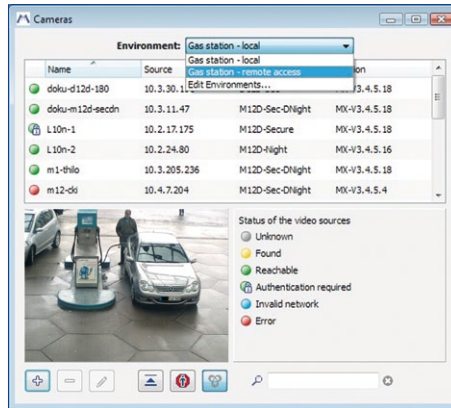 Cameras
Environment: Gas station - local
Gas station - local
Gas station - remote access
Edit Environments...
Name Source
doku-d12d-180 MX-V3.4.5.18
doku-m12d-secdn 10.3.11.47 M12D-Sec-DNight MX-V3.4.5.18
L10n-1 10.2.17.175 M12D-Secure MX-V3.4.5.18
L10n-2 10.2.24.80 M12D-Night MX-V3.4.5.16
m1-thilo 10.3.205.236 M12D-Sec-DNight MX-V3.4.5.18
m12-cki 10.4.7.204 M12D-Sec-DNight MX-V3.4.5.4
Status of the video sources
Unknown
Found
Reachable
Authentication required
Invalid network
Error